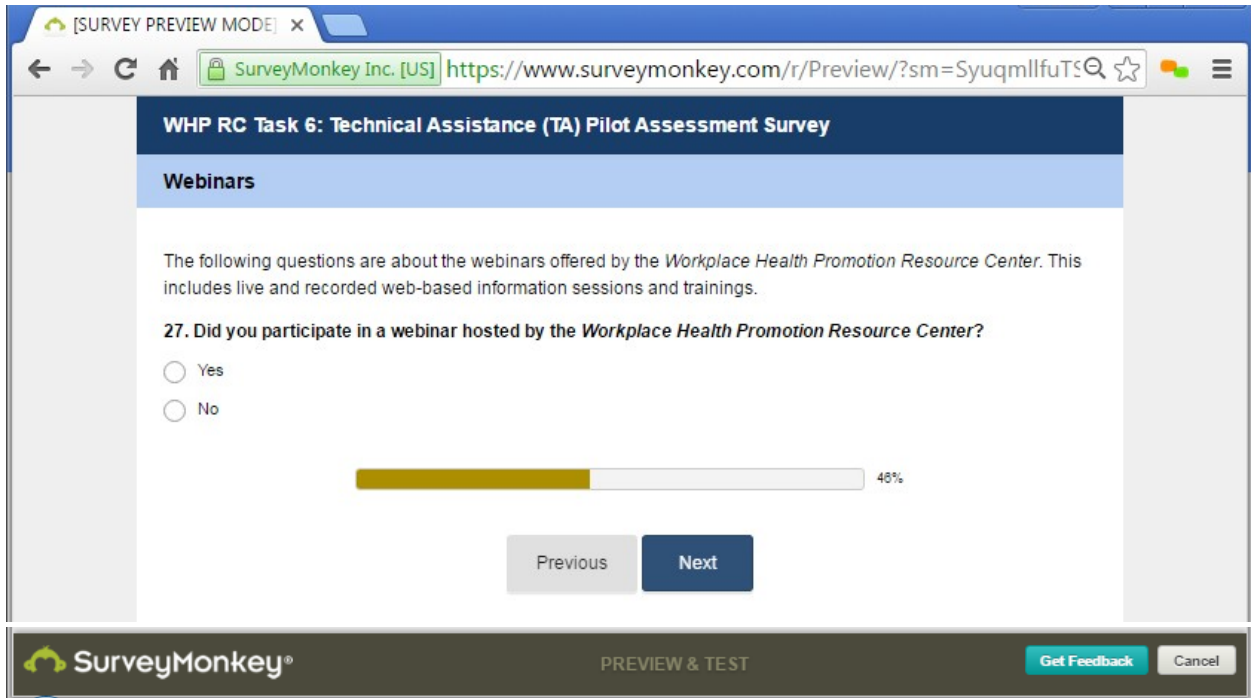 [SURVEY PREVIEW MODE] ×
SurveyMonkey Inc. [US] https://www.surveymonkey.com/r/Preview/?sm=SyuqmllfuTS
WHP RC Task 6: Technical Assistance (TA) Pilot Assessment Survey
Webinars
The following questions are about the webinars offered by the Workplace Health Promotion Resource Center. This
includes live and recorded web-based information sessions and trainings.
27. Did you participate in a webinar hosted by the Workplace Health Promotion Resource Center?
Yes
No
46%
Previous Next
SurveyMonkey® PREVIEW & TEST Get Feedback Cancel